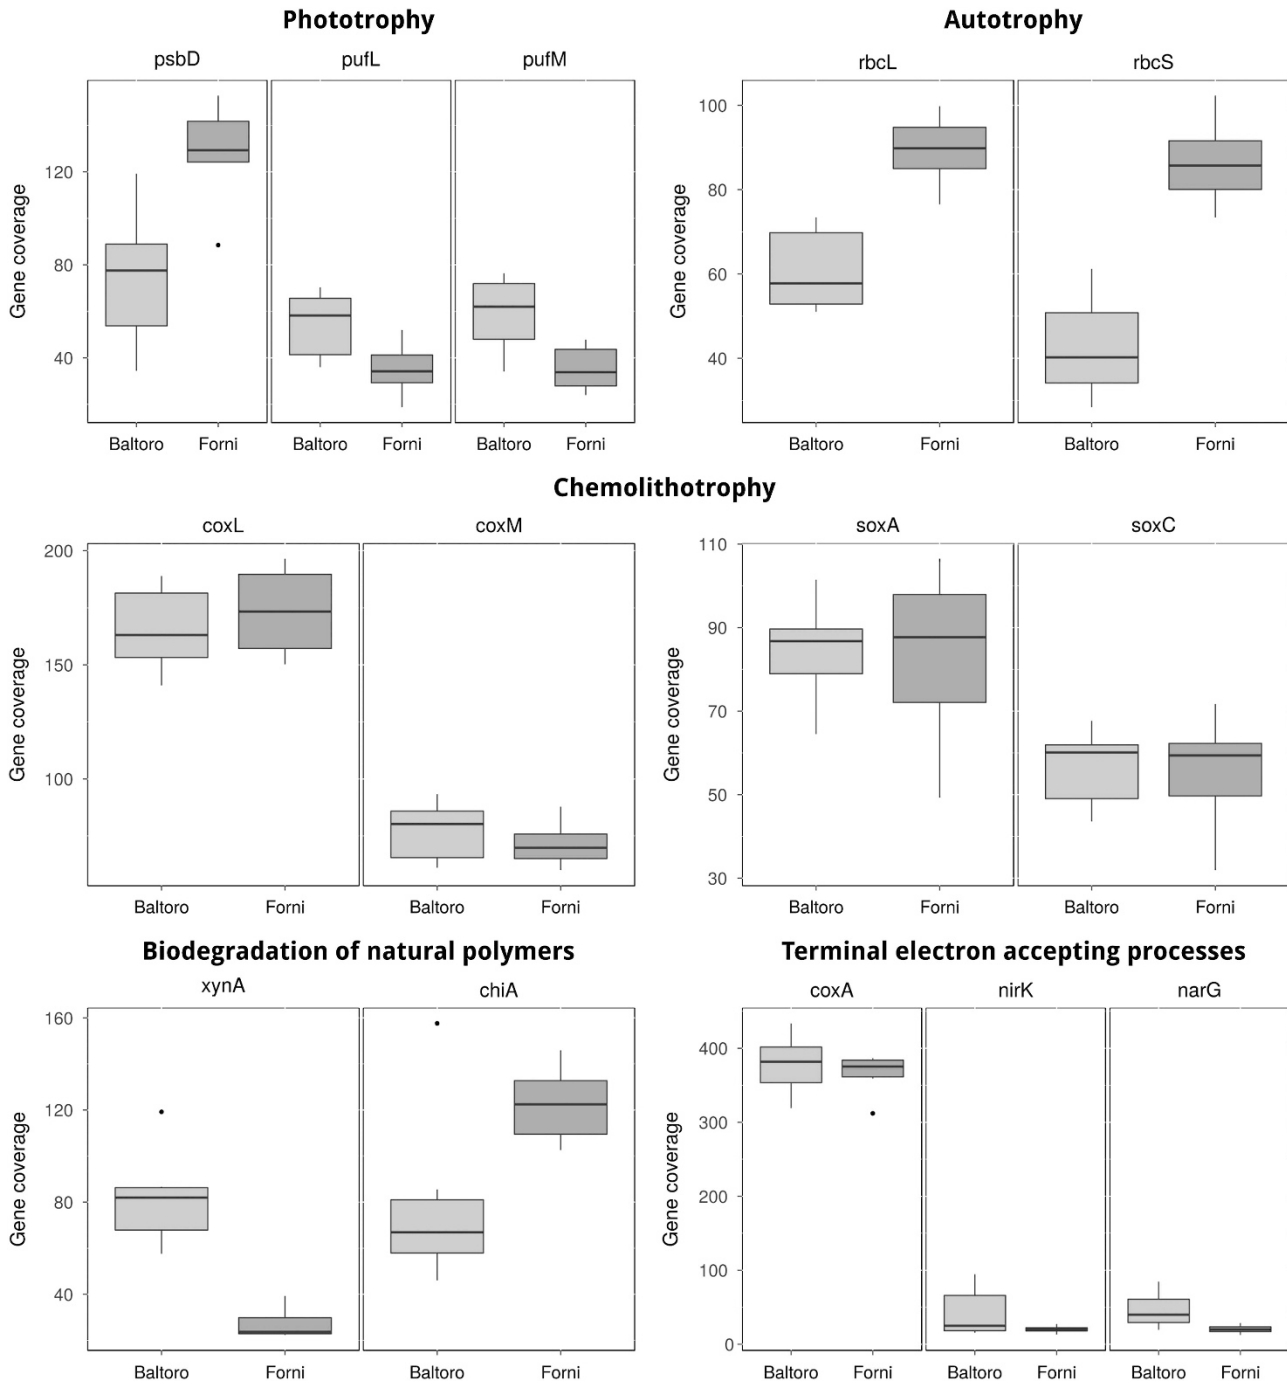 Phototrophy
Autotrophy
psbD pufL pufM
rbcL rbcS
Gene coverage
120
80
40
Baltoro Forni Baltoro Forni Baltoro Forni
Gene coverage
100
80
60
40
Baltoro Forni Baltoro Forni
Chemolithotrophy
coxL coxM
soxA soxC
Gene coverage
200
150
100
Baltoro Forni Baltoro Forni
Gene coverage
110
90
70
50
30
Baltoro Forni Baltoro Forni
Biodegradation of natural polymers
Terminal electron accepting processes
xynA chiA
coxA nirK narG
Gene coverage
160
120
80
40
Baltoro Forni Baltoro Forni
Gene coverage
400
300
200
100
0
Baltoro Forni Baltoro Forni Baltoro Forni